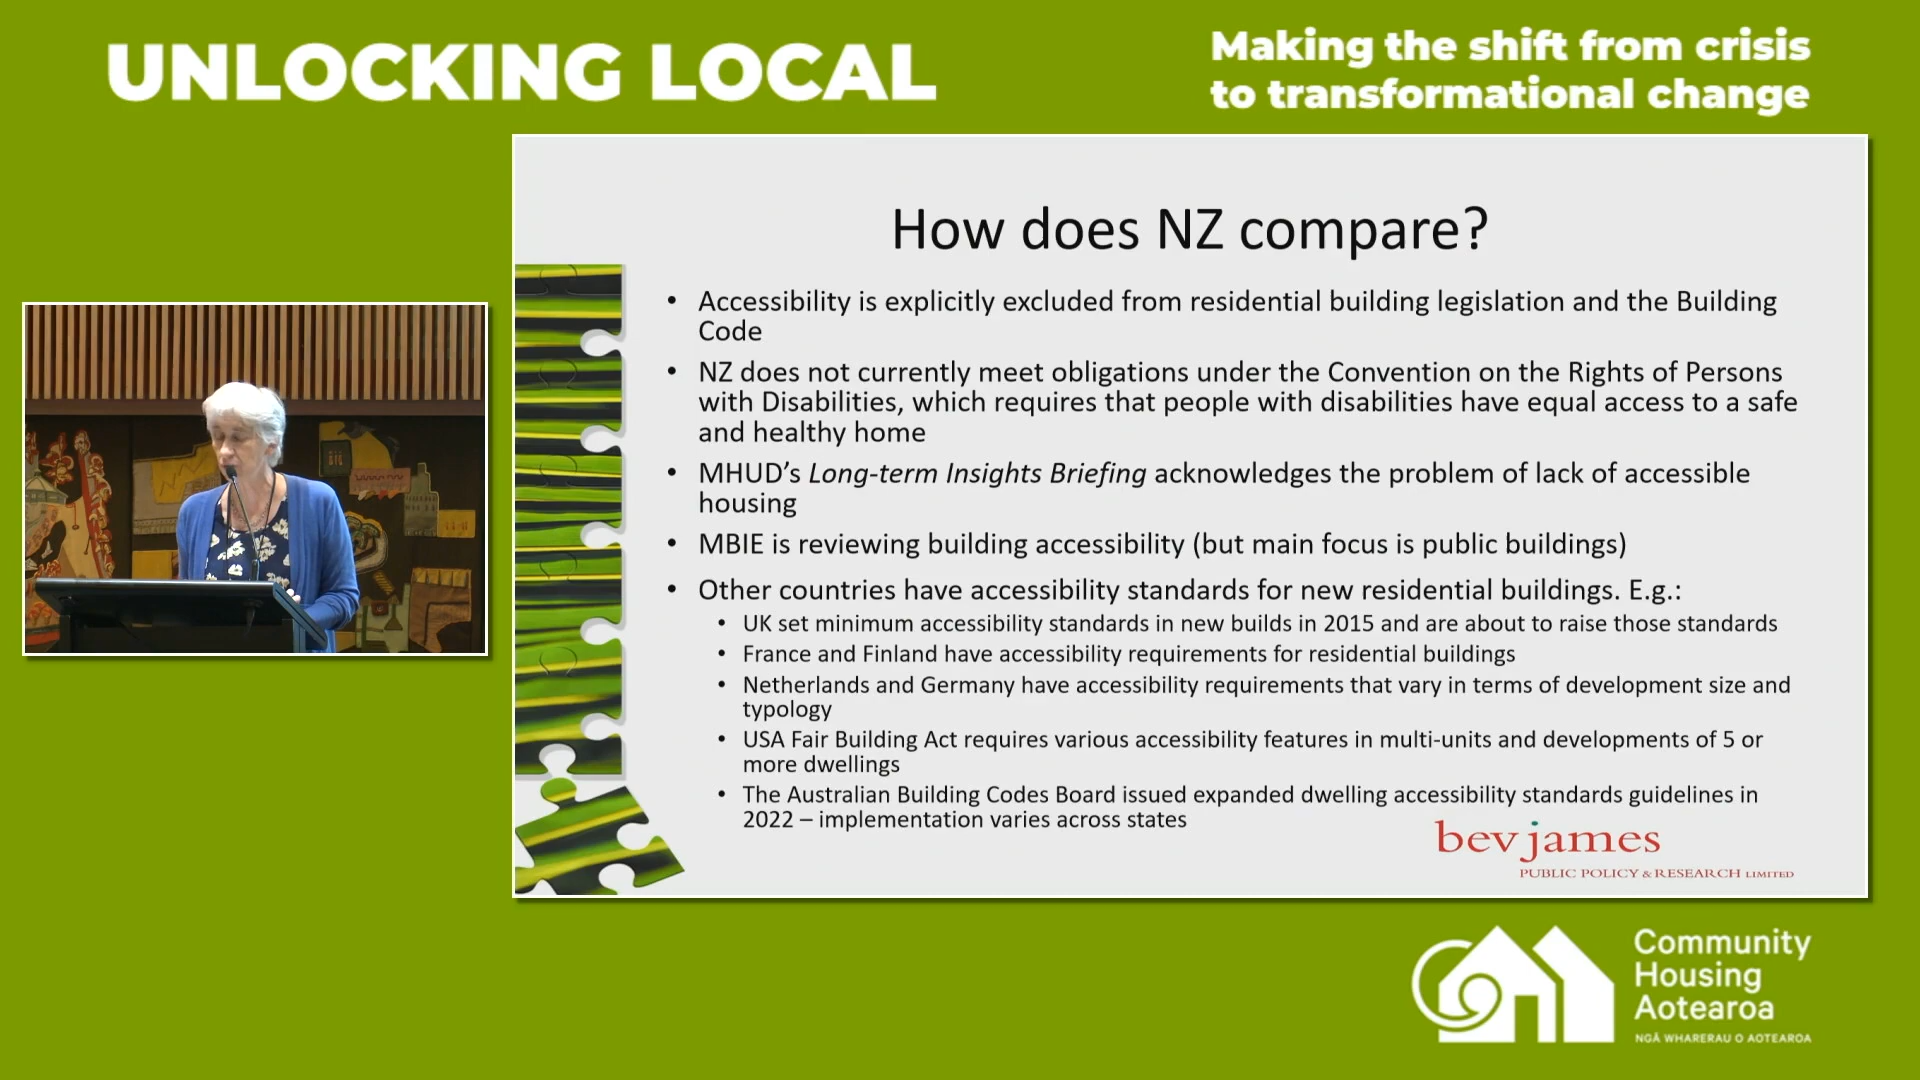 UNLOCKING LOCAL
Making the shift from crisis
to transformational change
How does NZ compare?
• Accessibility is explicitly excluded from residential building legislation and the Building
Code
• NZ does not currently meet obligations under the Convention on the Rights of Persons
with Disabilities, which requires that people with disabilities have equal access to a safe
and healthy home
• MHUD’s Long-term Insights Briefing acknowledges the problem of lack of accessible
housing
• MBIE is reviewing building accessibility (but main focus is public buildings)
• Other countries have accessibility standards for new residential buildings. E.g.:
• UK set minimum accessibility standards in new builds in 2015 and are about to raise those standards
• France and Finland have accessibility requirements for residential buildings
• Netherlands and Germany have accessibility requirements that vary in terms of development size and
typology
• USA Fair Building Act requires various accessibility features in multi-units and developments of 5 or
more dwellings
• The Australian Building Codes Board issued expanded dwelling accessibility standards guidelines in
2022 – implementation varies across states
bev james
PUBLIC POLICY & RESEARCH LIMITED
Community
Housing
Aotearoa
NGĀ WHARERAU O AOTEAROA